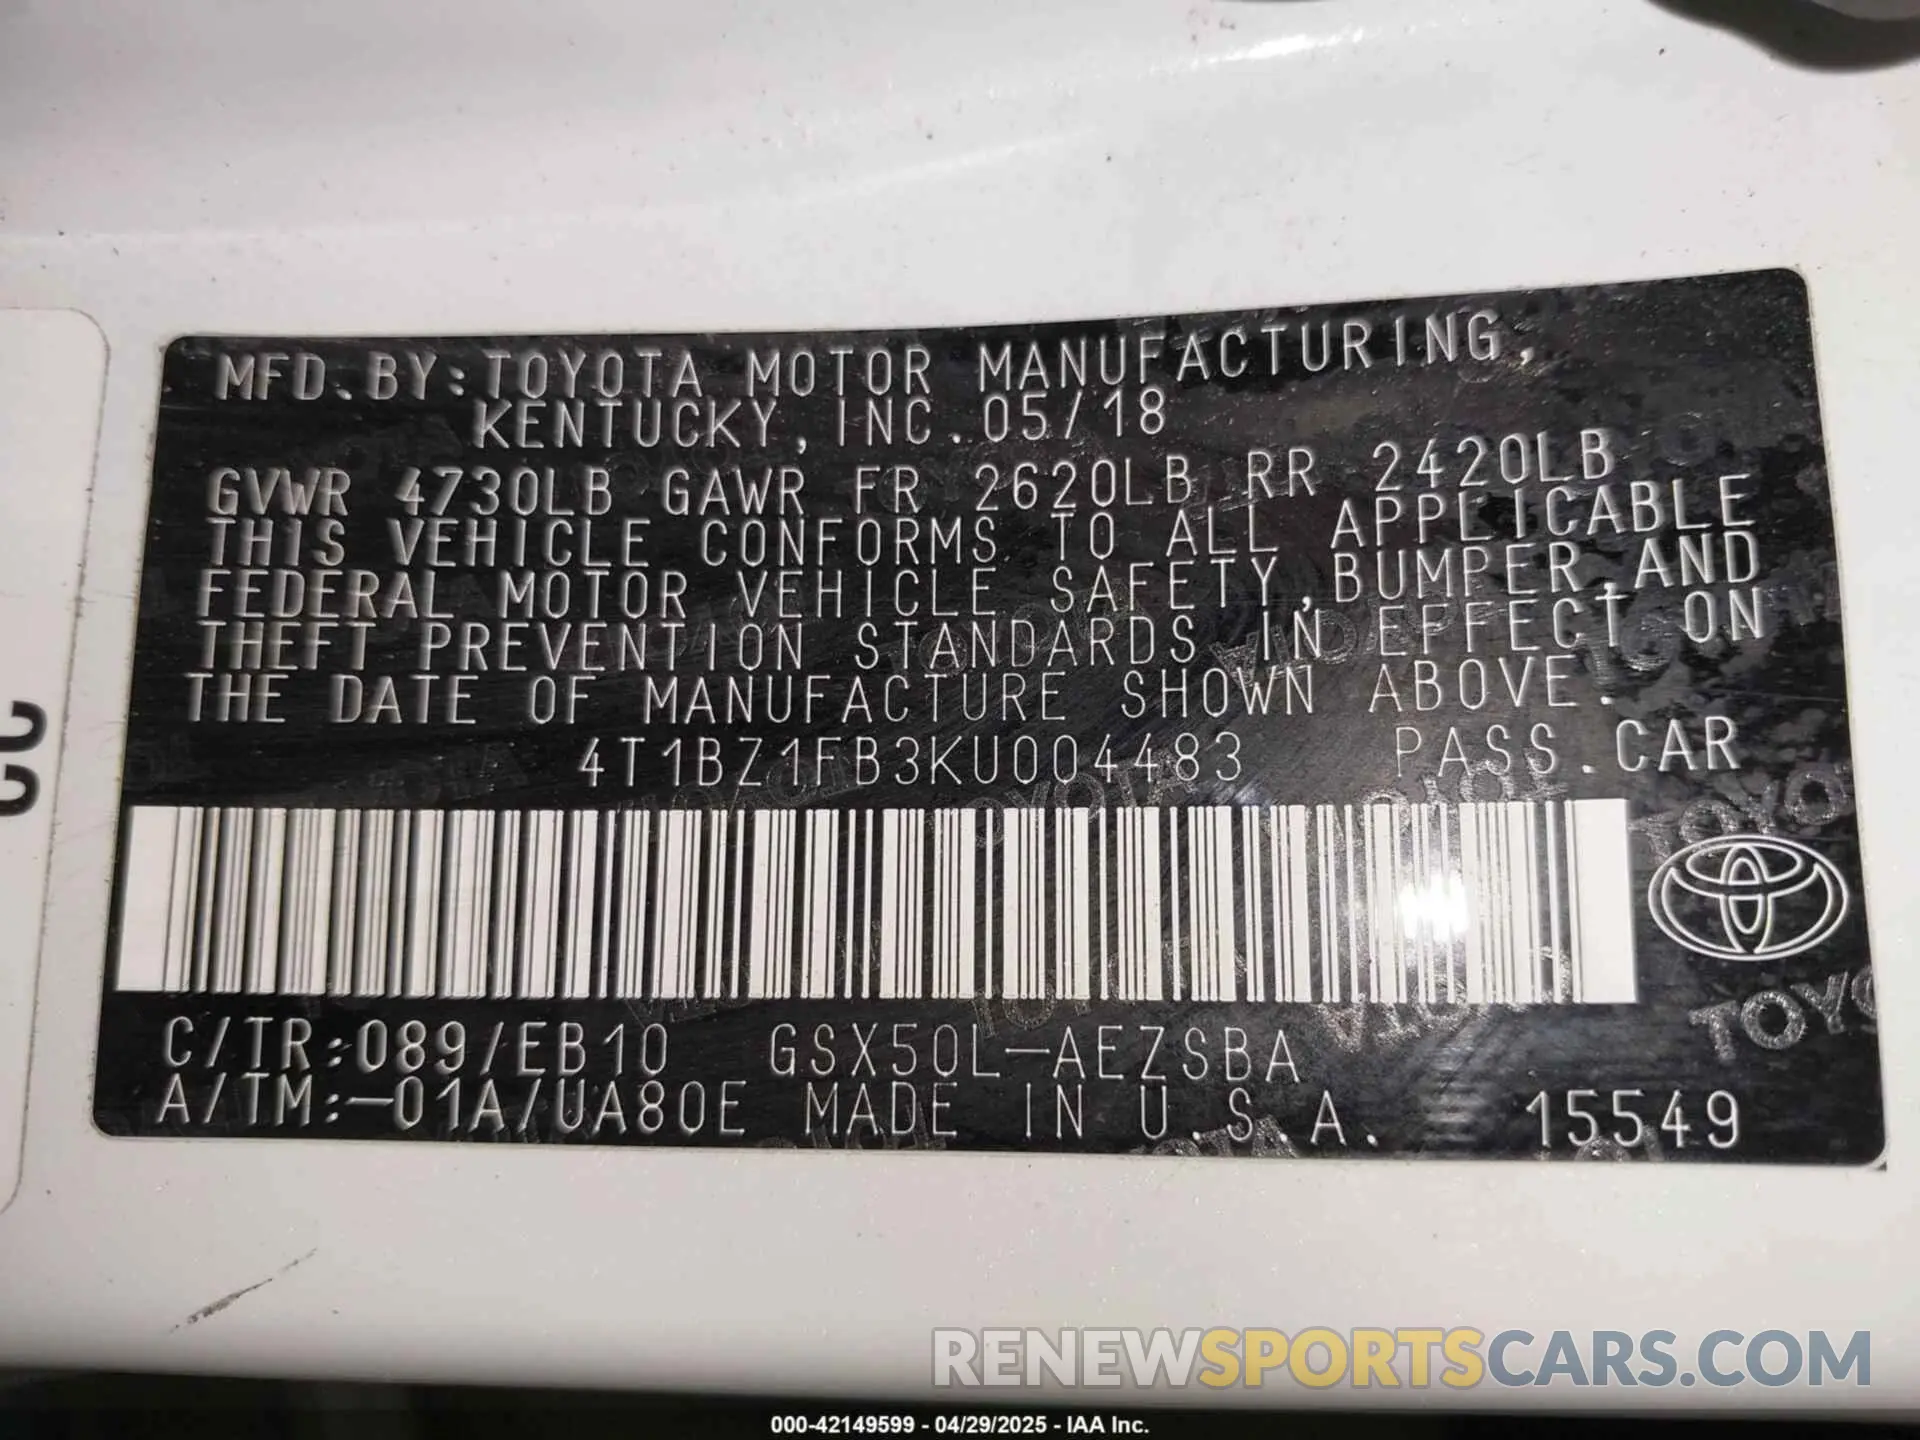 MFD.BY:TOYOTA MOTOR MANUFACTURING,
KENTUCKY, INC. 05/18
GVWR 4730LB GAWR FR 2620LB RR 2420LB
THIS VEHICLE CONFORMS TO ALL APPLICABLE
FEDERAL MOTOR VEHICLE SAFETY,BUMPER,AND
THEFT PREVENTION STANDARDS IN EFFECT ON
THE DATE OF MANUFACTURE SHOWN ABOVE.
4T1BZ1FB3KU004483 PASS.CAR
C/TR:089/EB10 GSX50L-AEZSBA
A/TM:-01A/UA80E MADE IN U.S.A. 15549
RENEWSPORTSCARS.COM
000-42149599 - 04/29/2025 - IAA Inc.